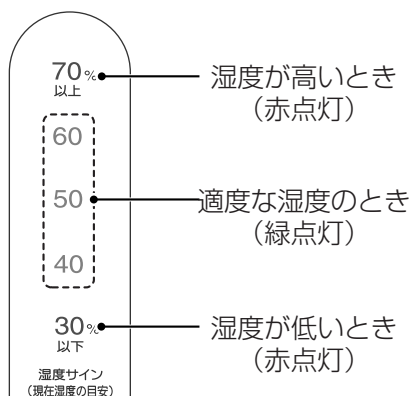 70%
以上
湿度が高いとき
（赤点灯）
60
50
40
適度な湿度のとき
（緑点灯）
30%
以下
湿度が低いとき
（赤点灯）
湿度サイン
（現在湿度の目安）